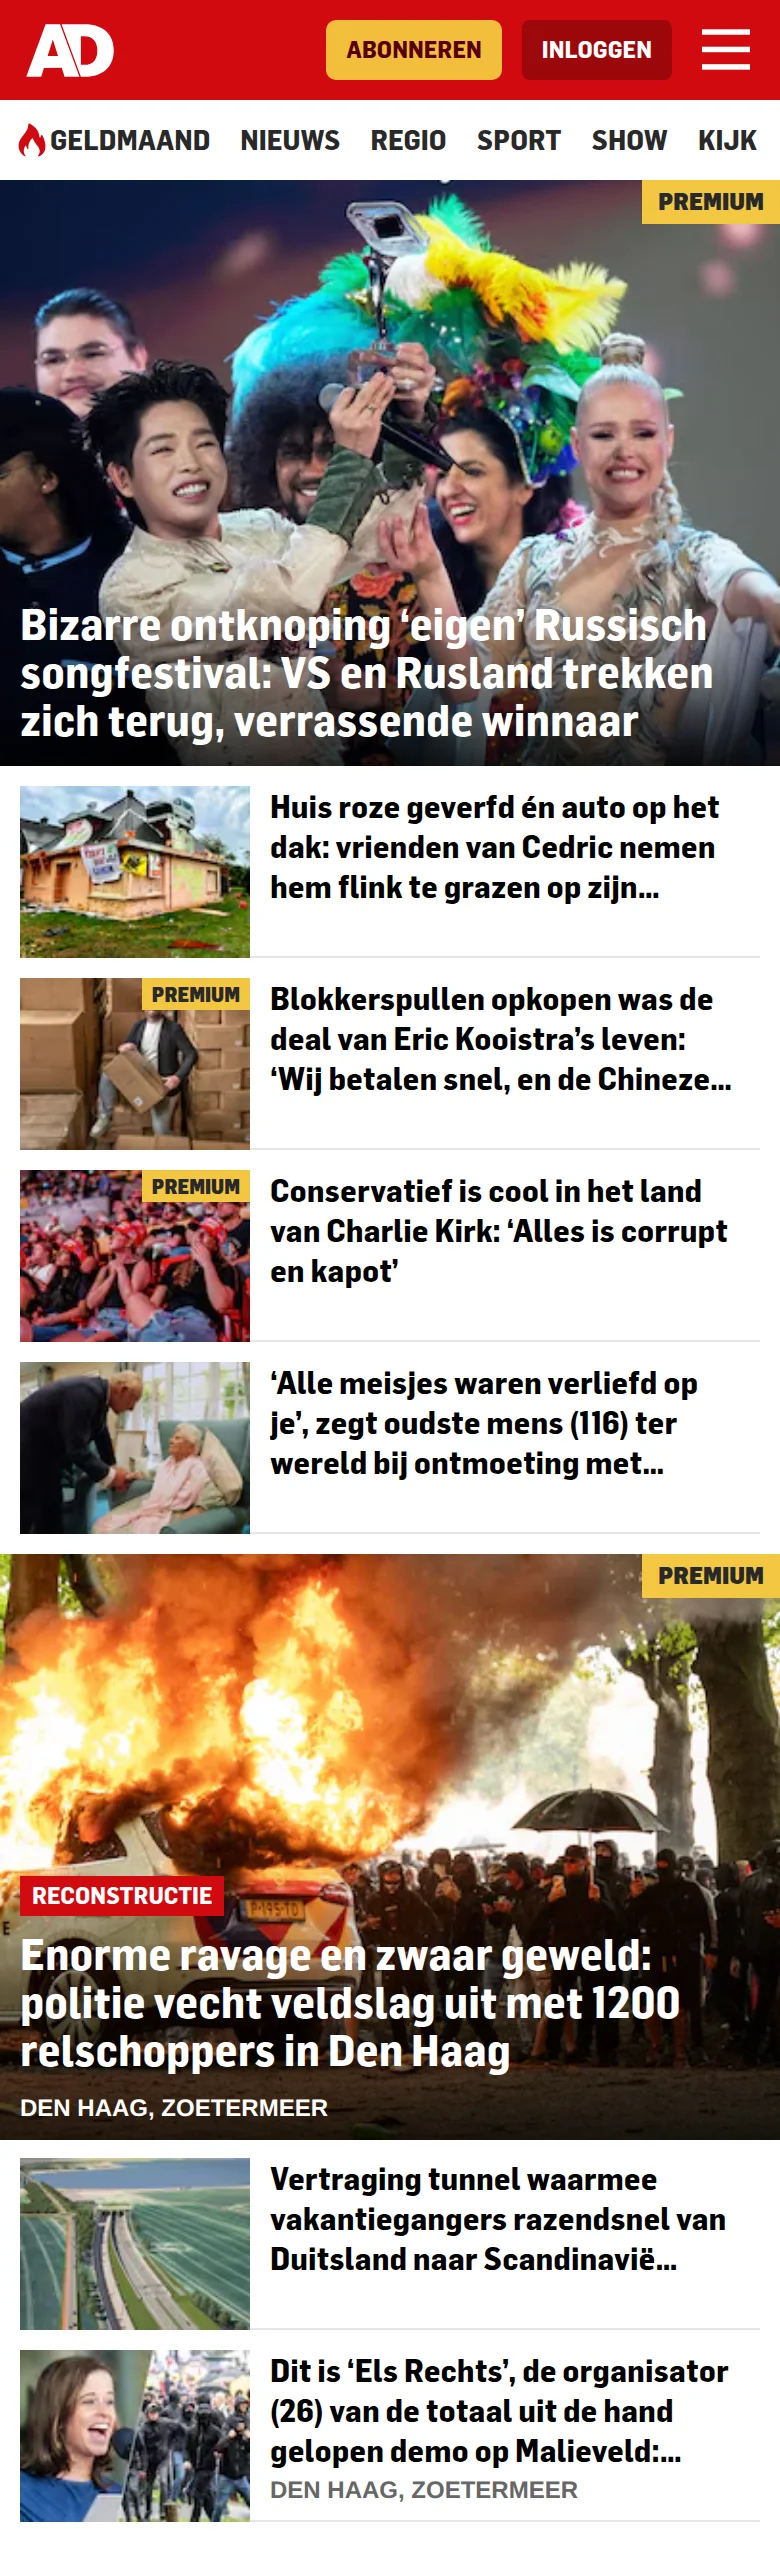 AD
ABONNEREN
INLOGGEN
GELDMAAND NIEUWS REGIO SPORT SHOW KIJK
PREMIUM
Bizarre ontknoping ‘eigen’ Russisch
songfestival: VS en Rusland trekken
zich terug, verrassende winnaar
Huis roze geverfd én auto op het
dak: vrienden van Cedric nemen
hem flink te grazen op zijn...
PREMIUM
Blokkerspullen opkopen was de
deal van Eric Kooistra’s leven:
‘Wij betalen snel, en de Chineze...
PREMIUM
Conservatief is cool in het land
van Charlie Kirk: ‘Alles is corrupt
en kapot’
‘Alle meisjes waren verliefd op
je’, zegt oudste mens (116) ter
wereld bij ontmoeting met...
PREMIUM
RECONSTRUCTIE
Enorme ravage en zwaar geweld:
politie vecht veldslag uit met 1200
relschoppers in Den Haag
DEN HAAG, ZOETERMEER
Vertraging tunnel waarmee
vakantiegangers razendsnel van
Duitsland naar Scandinavië...
Dit is ‘Els Rechts’, de organisator
(26) van de totaal uit de hand
gelopen demo op Malieveld:...
DEN HAAG, ZOETERMEER